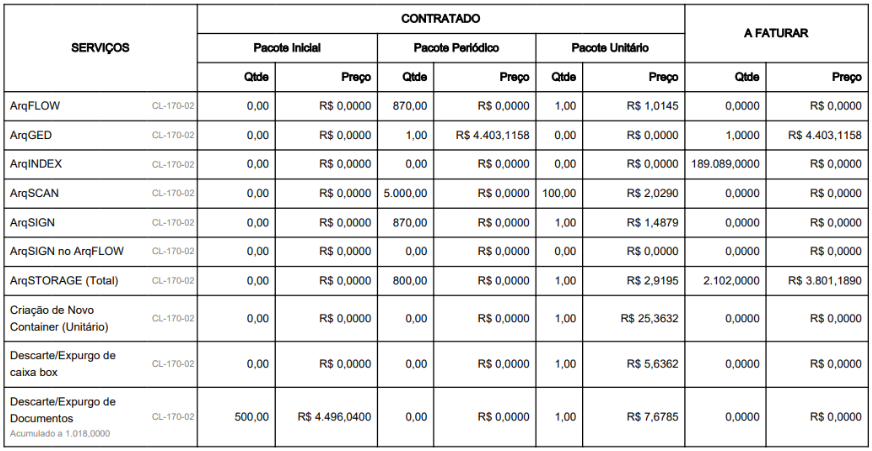 CONTRATADO
SERVIÇOS A FATURAR
Pacote Inicial Pacote Periódico Pacote Unitário
Qtde Preço Qtde Preço Qtde Preço Qtde Preço
ArqFLOW CL-170-02 0,00 R$ 0,0000 870,00 R$ 0,0000 1,00 R$ 1,0145 0,0000 R$ 0,0000
ArqGED CL-170-02 0,00 R$ 0,0000 1,00 R$ 4.403,1158 0,00 R$ 0,0000 1,0000 R$ 4.403,1158
ArqINDEX CL-170-02 0,00 R$ 0,0000 0,00 R$ 0,0000 0,00 R$ 0,0000 189.089,0000 R$ 0,0000
ArqSCAN CL-170-02 0,00 R$ 0,0000 5.000,00 R$ 0,0000 100,00 R$ 2,0290 0,0000 R$ 0,0000
ArqSIGN CL-170-02 0,00 R$ 0,0000 870,00 R$ 0,0000 1,00 R$ 1,4879 0,0000 R$ 0,0000
ArqSIGN no ArqFLOW CL-170-02 0,00 R$ 0,0000 0,00 R$ 0,0000 0,00 R$ 0,0000 0,0000 R$ 0,0000
ArqSTORAGE (Total) CL-170-02 0,00 R$ 0,0000 800,00 R$ 0,0000 1,00 R$ 2,9195 2.102,0000 R$ 3.801,1890
Criação de Novo
Container (Unitário) CL-170-02 0,00 R$ 0,0000 0,00 R$ 0,0000 1,00 R$ 25,3632 0,0000 R$ 0,0000
Descarte/Expurgo de
caixa box CL-170-02 0,00 R$ 0,0000 0,00 R$ 0,0000 1,00 R$ 5,6362 0,0000 R$ 0,0000
Descarte/Expurgo de
Documentos CL-170-02 500,00 R$ 4.496,0400 0,00 R$ 0,0000 1,00 R$ 7,6785 0,0000 R$ 0,0000
Acumulado a 1.018,0000